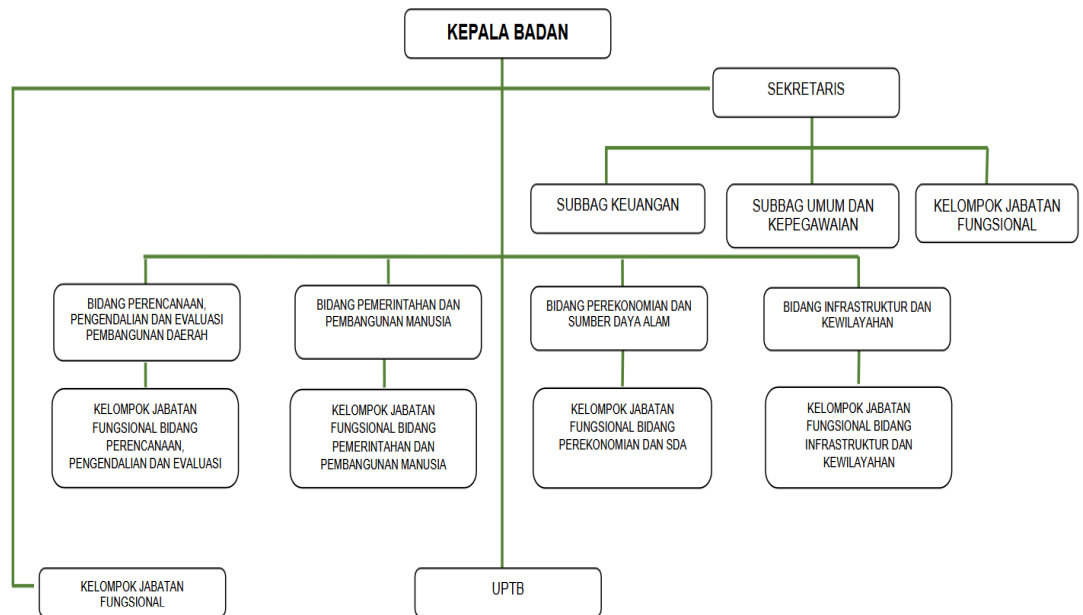 KEPALA BADAN
SEKRETARIS
SUBBAG KEUANGAN
SUBBAG UMUM DAN
KEPEGAWAIAN
KELOMPOK JABATAN
FUNGSIONAL
BIDANG PERENCANAAN,
PENGENDALIAN DAN EVALUASI
PEMBANGUNAN DAERAH
BIDANG PEMERINTAHAN DAN
PEMBANGUNAN MANUSIA
BIDANG PEREKONOMIAN DAN
SUMBER DAYA ALAM
BIDANG INFRASTRUKTUR DAN
KEWILAYAHAN
KELOMPOK JABATAN
FUNGSIONAL BIDANG
PERENCANAAN,
PENGENDALIAN DAN EVALUASI
KELOMPOK JABATAN
FUNGSIONAL BIDANG
PEMERINTAHAN DAN
PEMBANGUNAN MANUSIA
KELOMPOK JABATAN
FUNGSIONAL BIDANG
PEREKONOMIAN DAN SDA
KELOMPOK JABATAN
FUNGSIONAL BIDANG
INFRASTRUKTUR DAN
KEWILAYAHAN
KELOMPOK JABATAN
FUNGSIONAL
UPTB